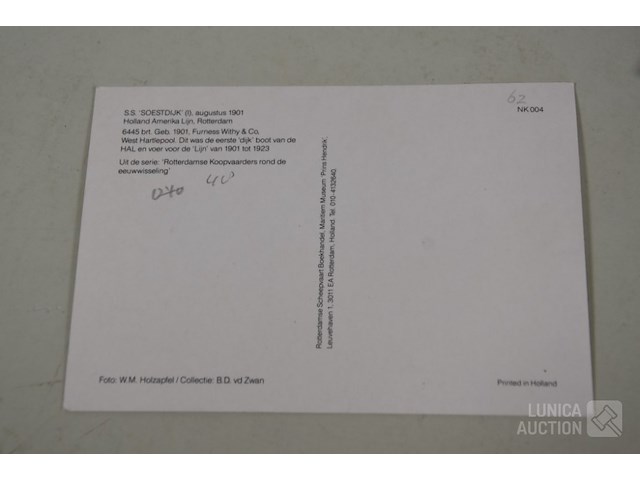 S.S. 'SOESTDIJK' (I), augustus 1901
Holland Amerika Lijn, Rotterdam
6445 brt. Geb. 1901, Furness Withy & Co,
West Hartlepool. Dit was de eerste 'dijk' boot van de
HAL en voer voor de 'Lijn' van 1901 tot 1923
Uit de serie: 'Rotterdamse Koopvaarders rond de
eeuwwisseling'
62
NK 004
Rotterdamse Scheepvaart Boekhandel, Maritiem Museum 'Prins Hendrik',
Leuvehaven 1, 3011 EA Rotterdam, Holland. Tel. 010-4132640.
Foto: W.M. Holzapfel / Collectie: B.D. vd Zwan
Printed in Holland
LUNICA
AUCTION